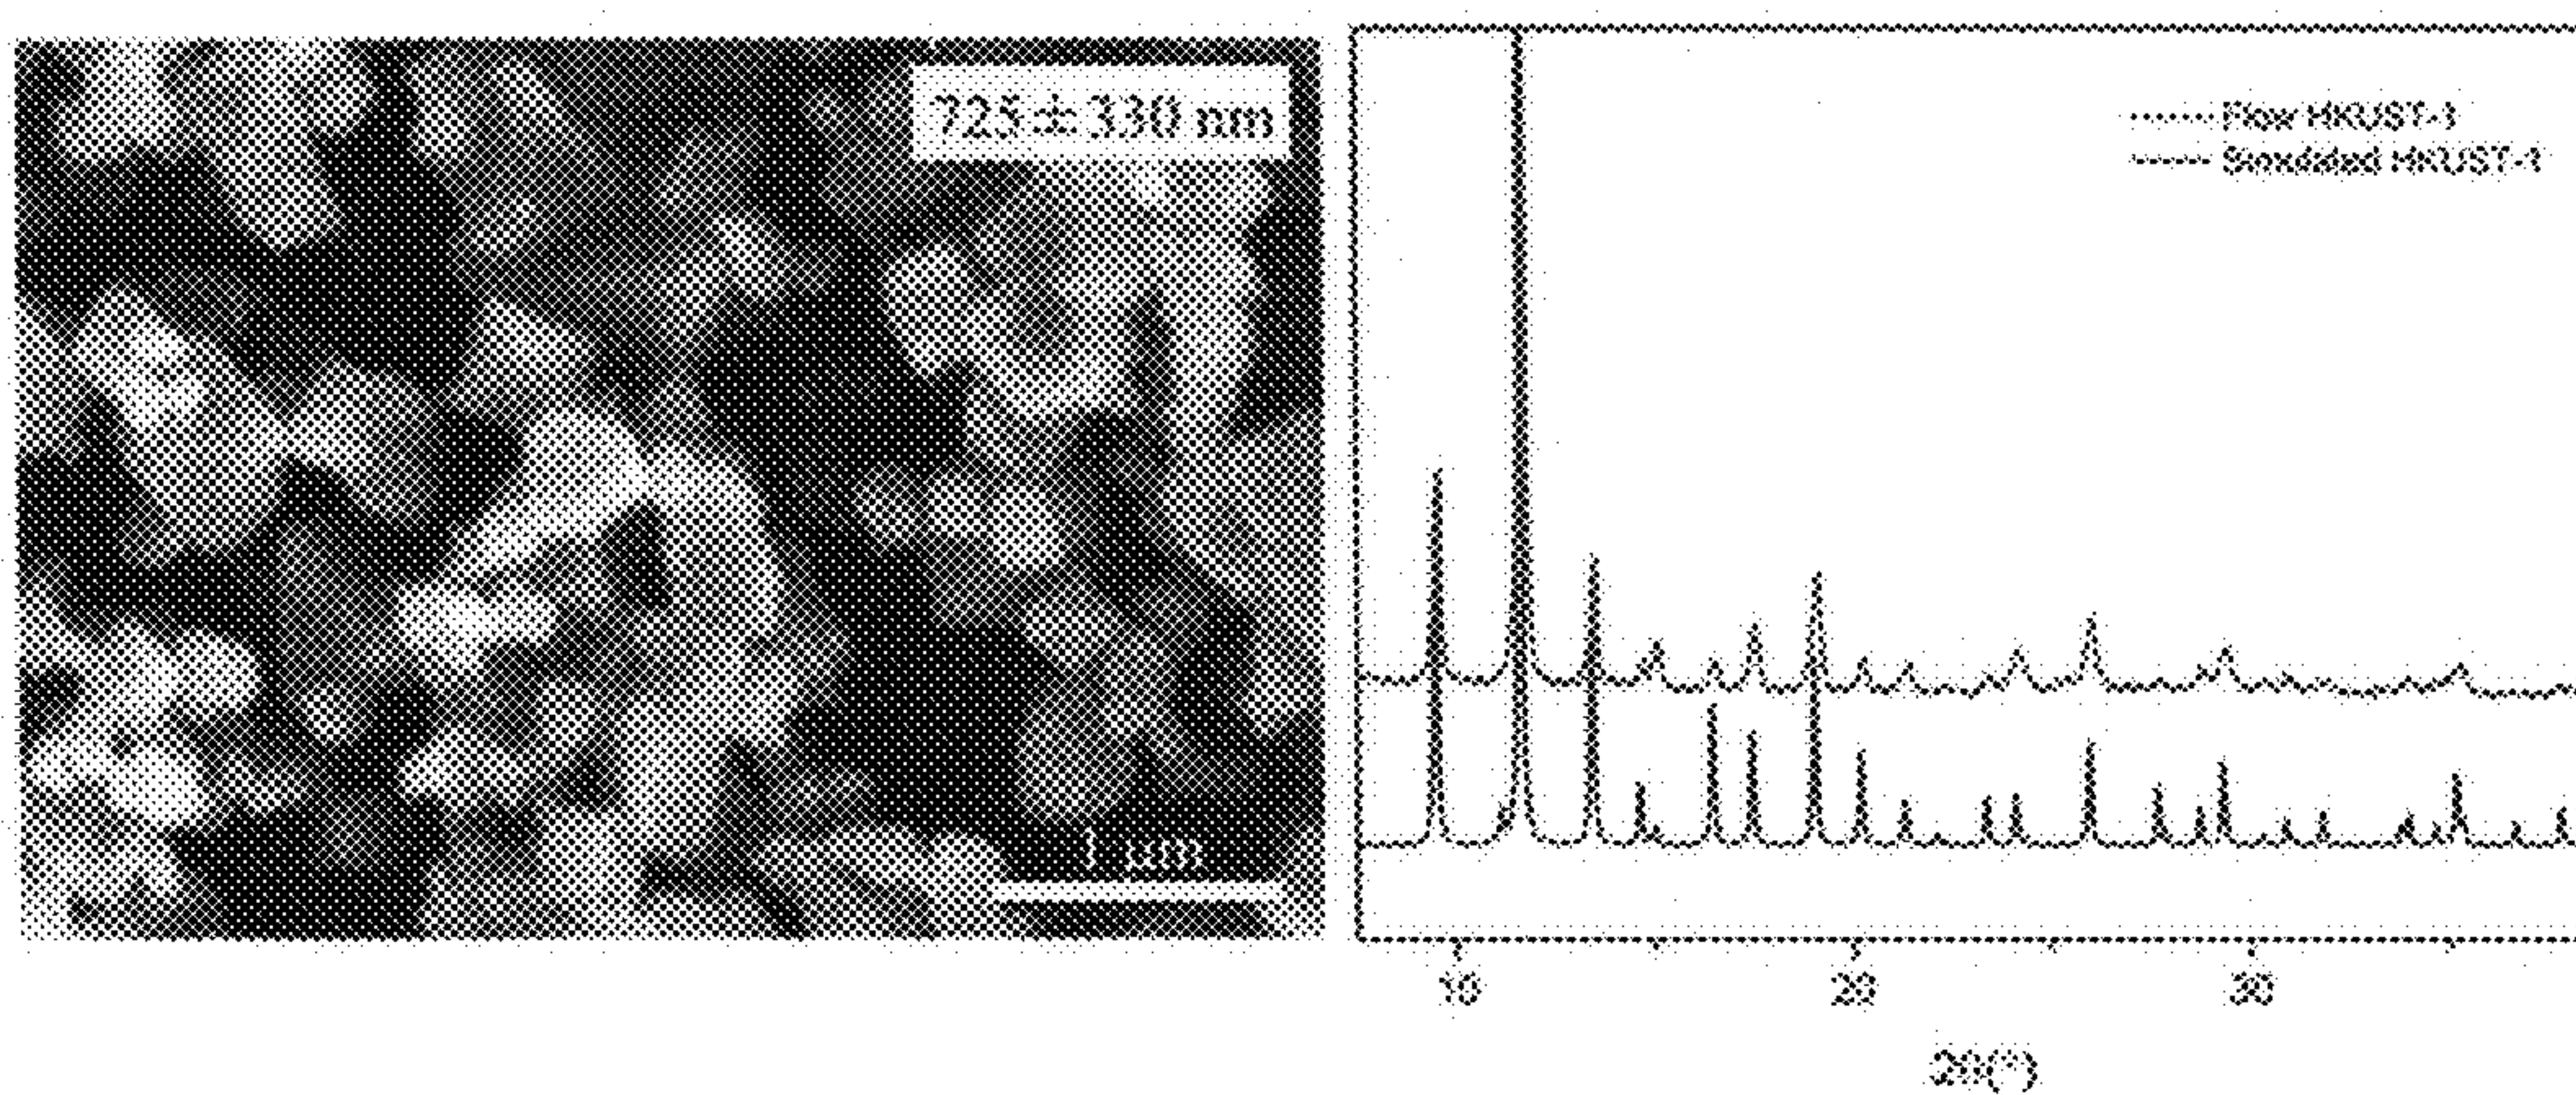 725 ± 330 nm
1 µm
Flow HKUST-1
Simulated HKUST-1
10
20
30
2θ(°)